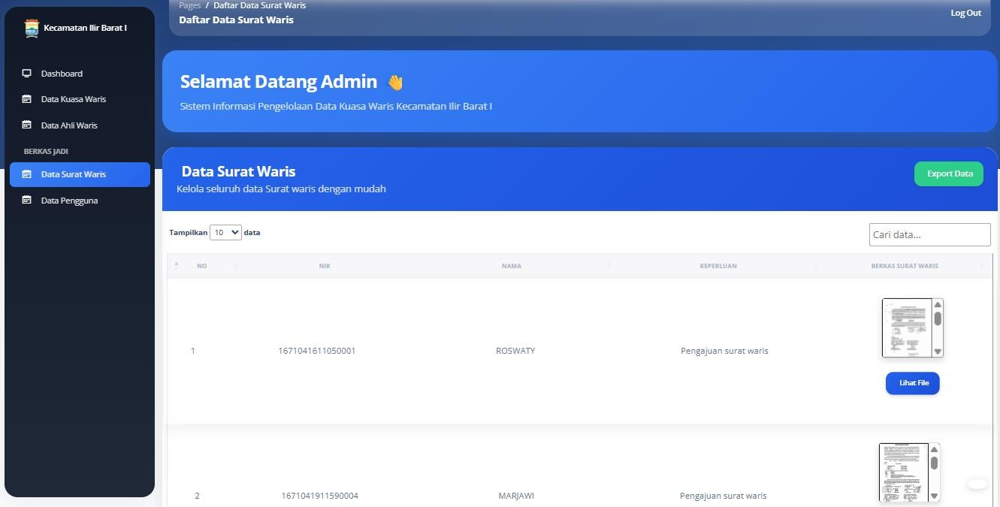 Kecamatan Ilir Barat I
Dashboard
Data Kuasa Waris
Data Ahli Waris
BERKAS JADI
Data Surat Waris
Data Pengguna
Pages / Daftar Data Surat Waris
Daftar Data Surat Waris
Log Out
Selamat Datang Admin 👋
Sistem Informasi Pengelolaan Data Kuasa Waris Kecamatan Ilir Barat I
Data Surat Waris
Kelola seluruh data Surat waris dengan mudah
Export Data
Tampilkan 10 data
Cari data...
NO NIK NAMA KEPERLUAN BERKAS SURAT WARIS
1 1671041611050001 ROSWATY Pengajuan surat waris
Lihat File
2 1671041911590004 MARJAWI Pengajuan surat waris